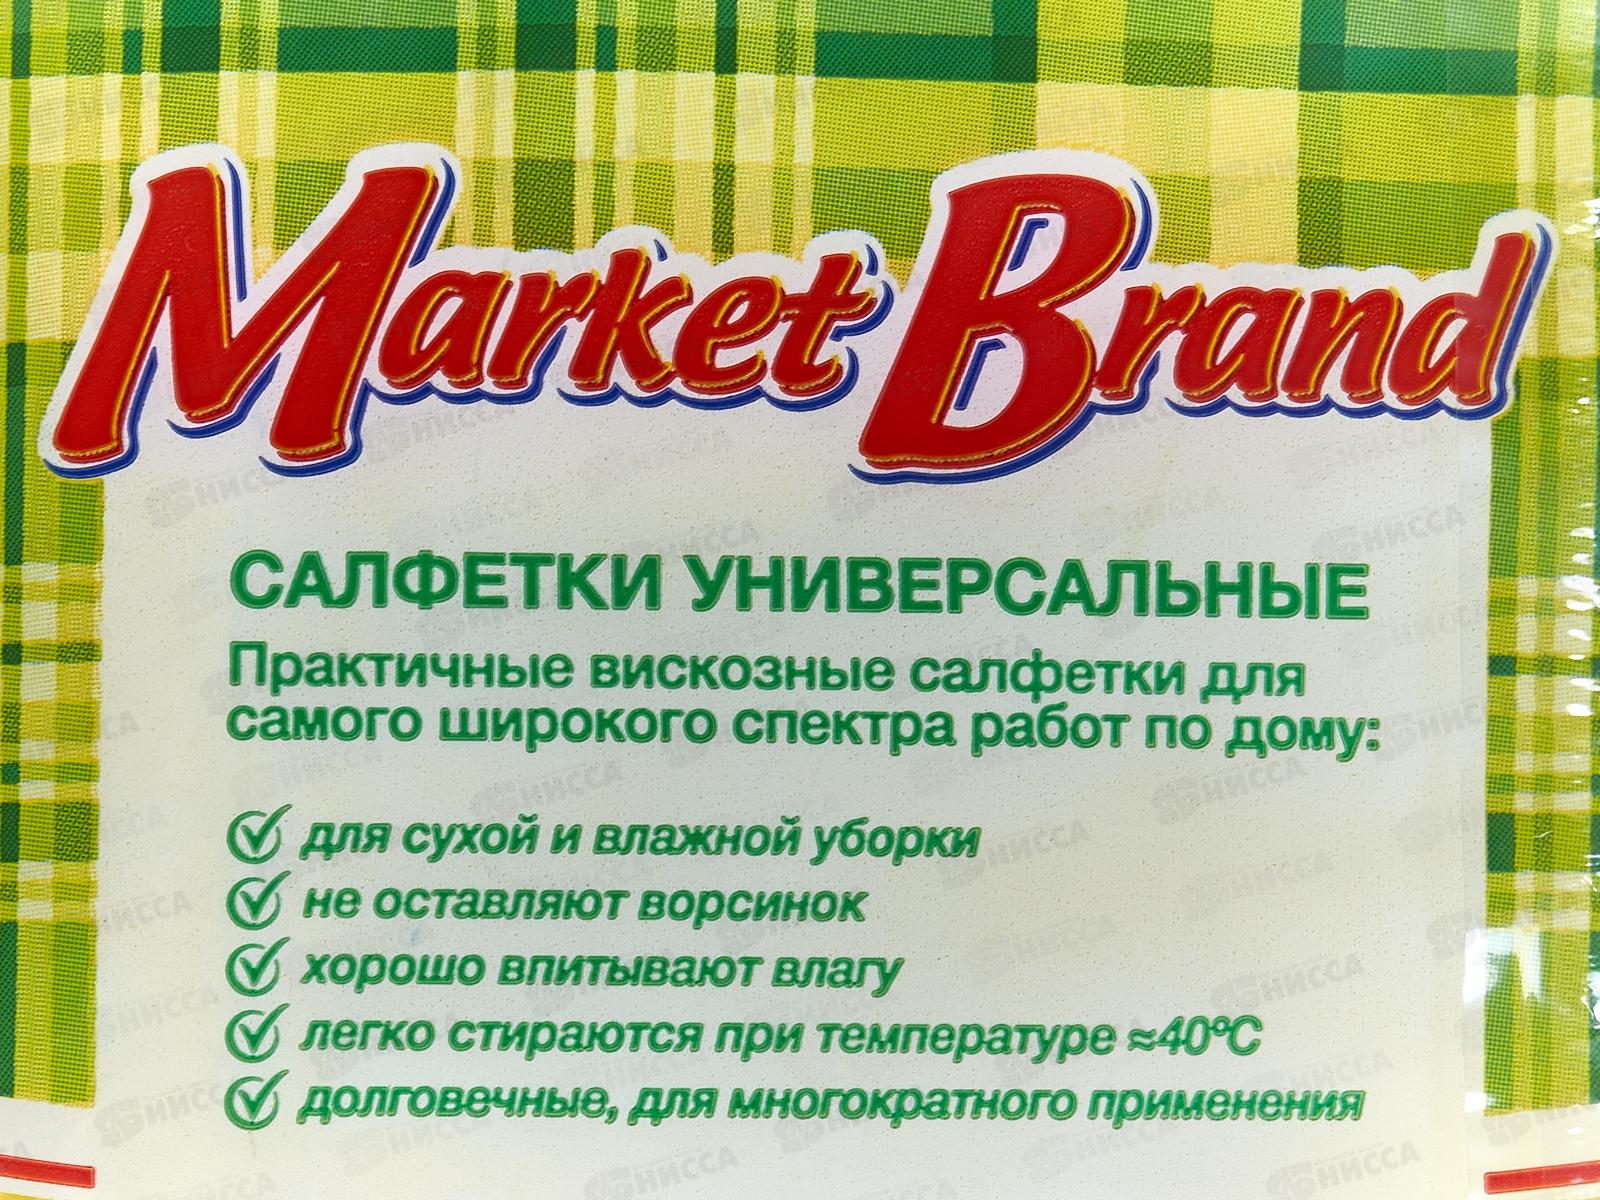 Market Brand
САЛФЕТКИ УНИВЕРСАЛЬНЫЕ
Практичные вискозные салфетки для
самого широкого спектра работ по дому:
для сухой и влажной уборки
не оставляют ворсинок
хорошо впитывают влагу
легко стираются при температуре ≈40°C
долговечные, для многократного применения
НИССА